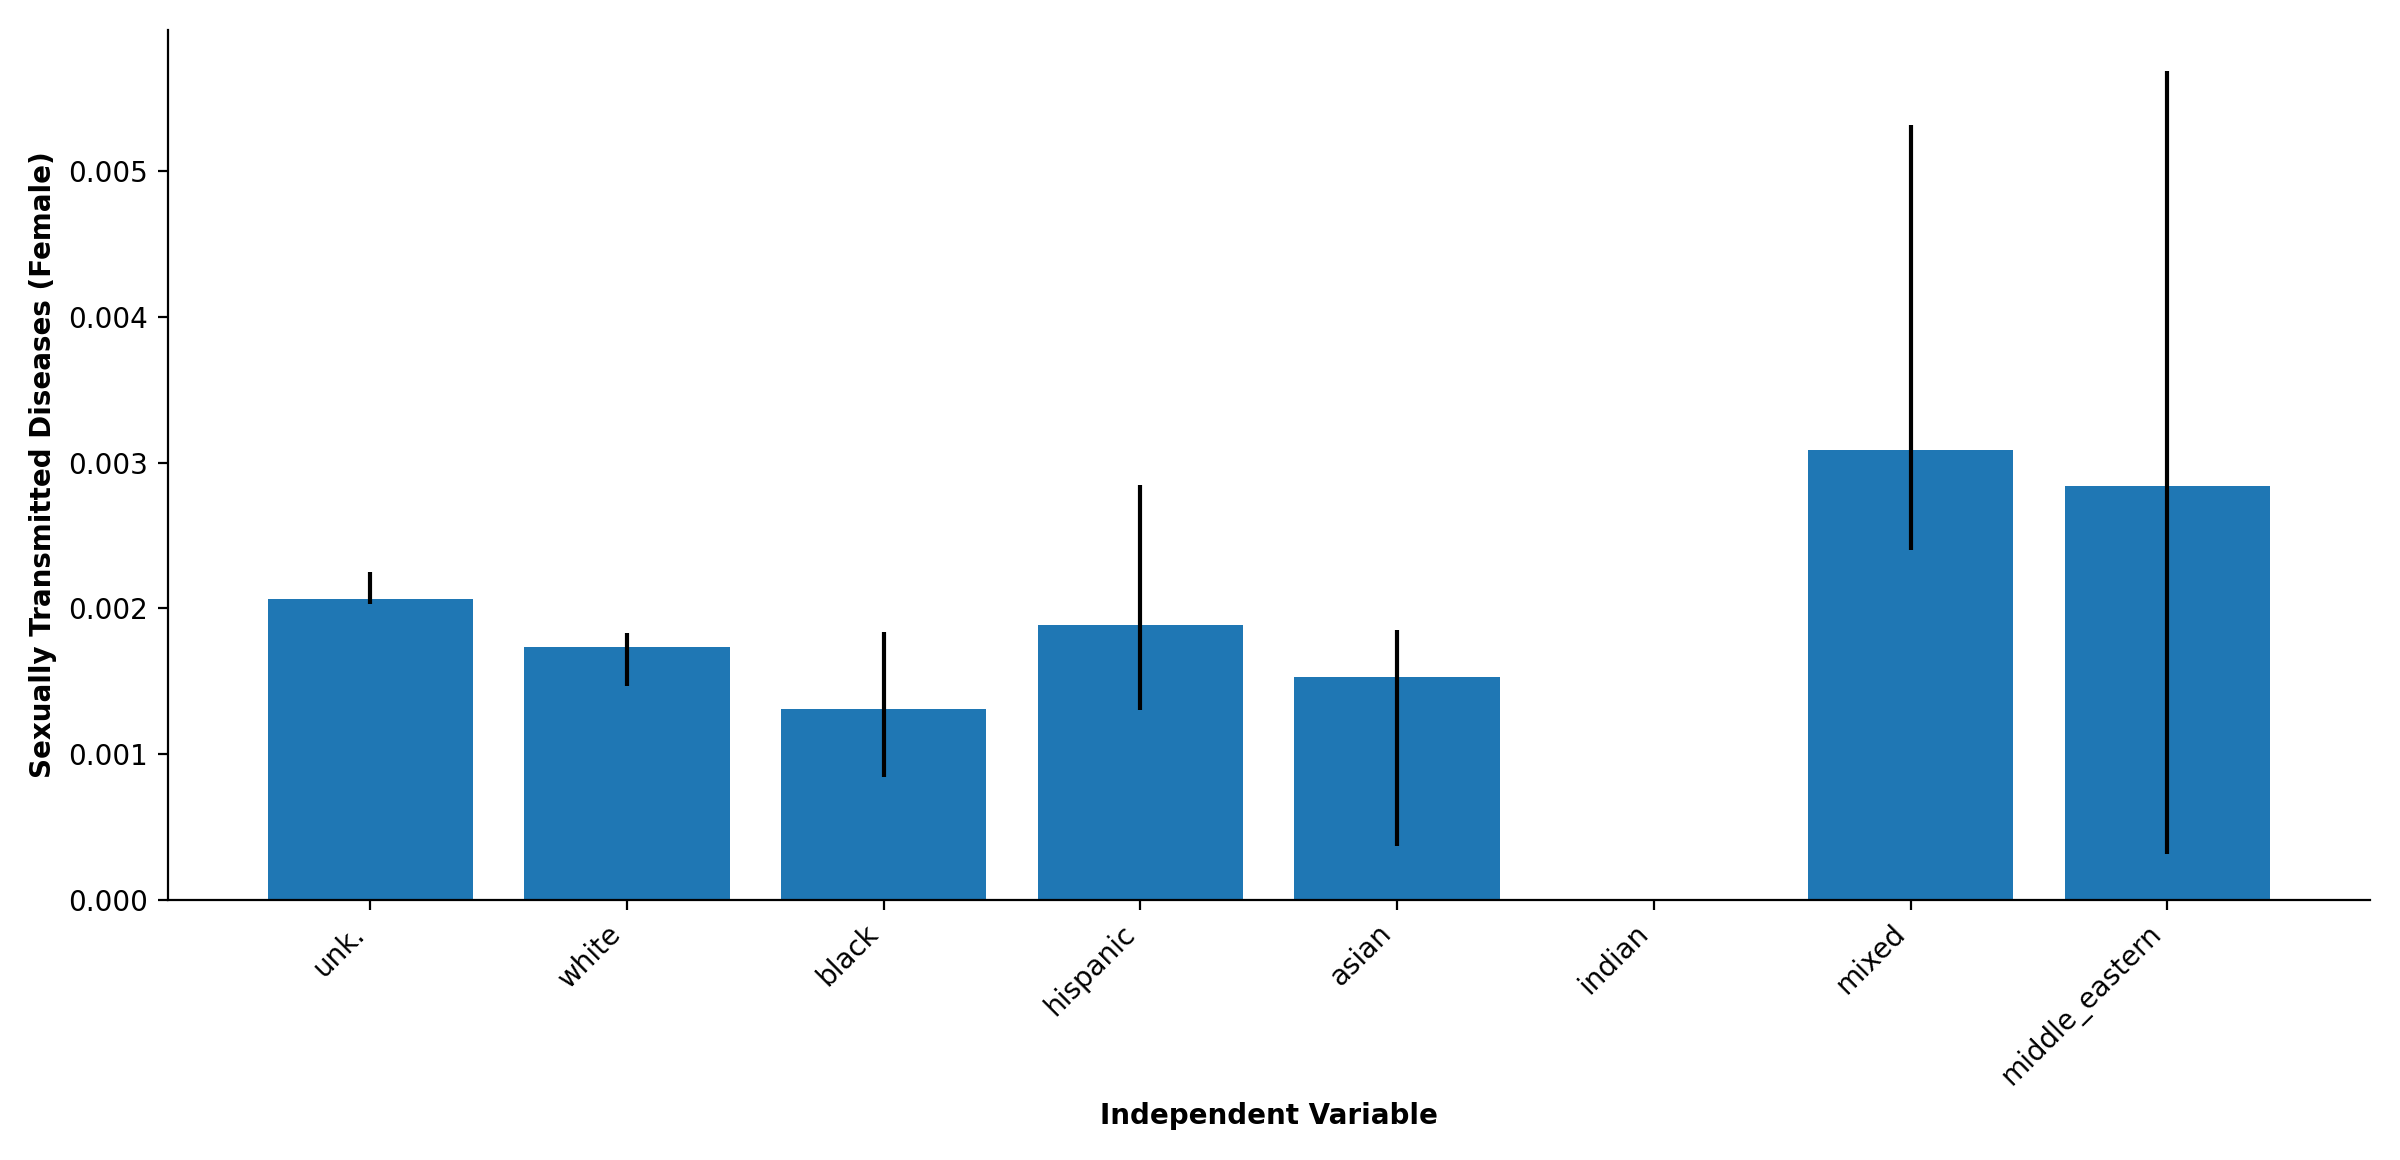 Sexually Transmitted Diseases (Female)
0.005
0.004
0.003
0.002
0.001
0.000
unk.
white
black
hispanic
asian
indian
mixed
middle_eastern
Independent Variable